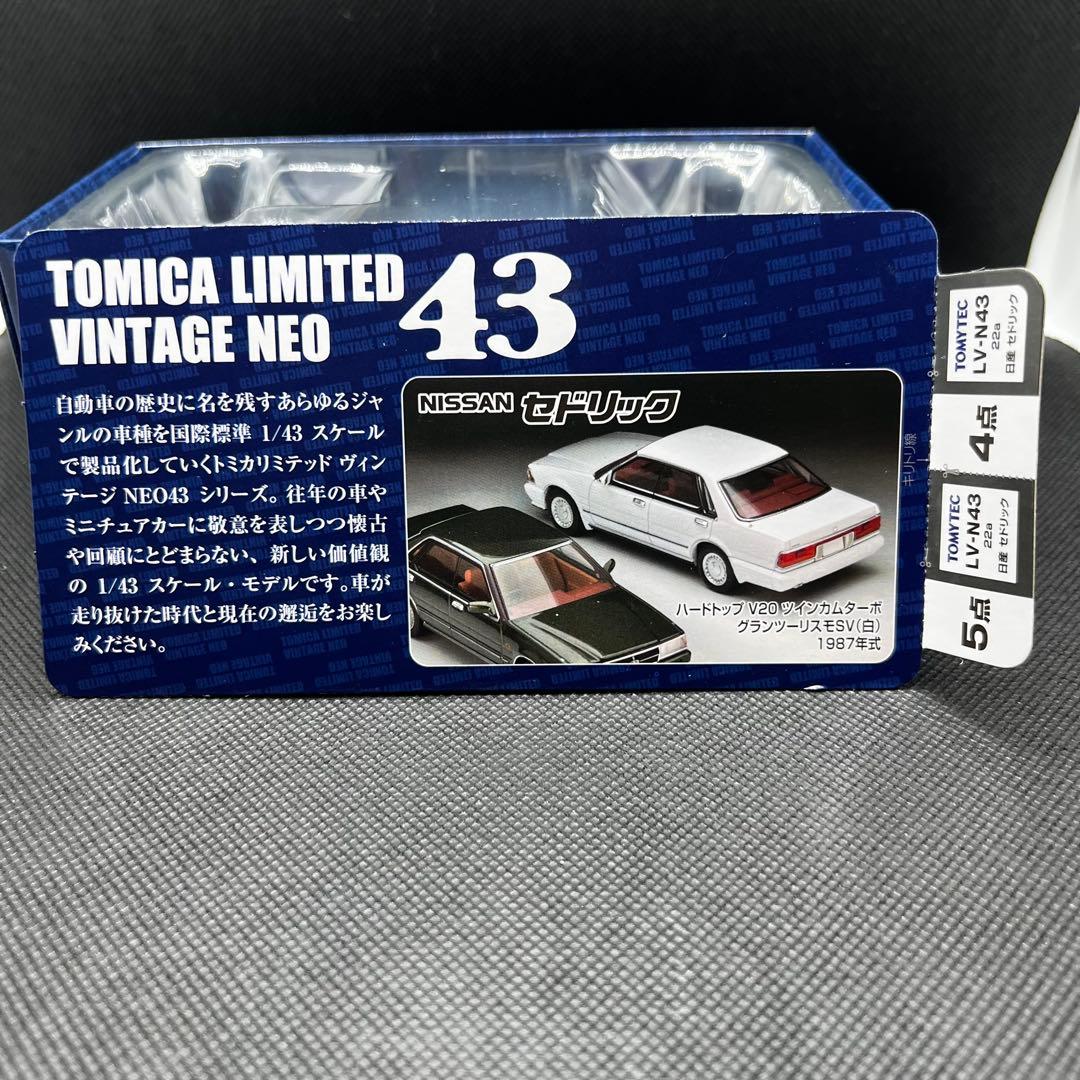 TOMICA LIMITED
VINTAGE NEO
43
自動車の歴史に名を残すあらゆるジャ
ンルの車種を国際標準 1/43 スケール
で製品化していくトミカリミテッド ヴィン
テージ NEO43 シリーズ。往年の車や
ミニチュアカーに敬意を表しつつ懐古
や回顧にとどまらない、新しい価値観
の 1/43 スケール・モデルです。車が
走り抜けた時代と現在の邂逅をお楽し
みください。
NISSAN セドリック
ハードトップ V20 ツインカムターボ
グランツーリスモSV(白)
1987年式
キリトリ線
TOMYTEC
LV-N43
22a
日産 セドリック
4点
TOMYTEC
LV-N43
22a
日産 セドリック
5点